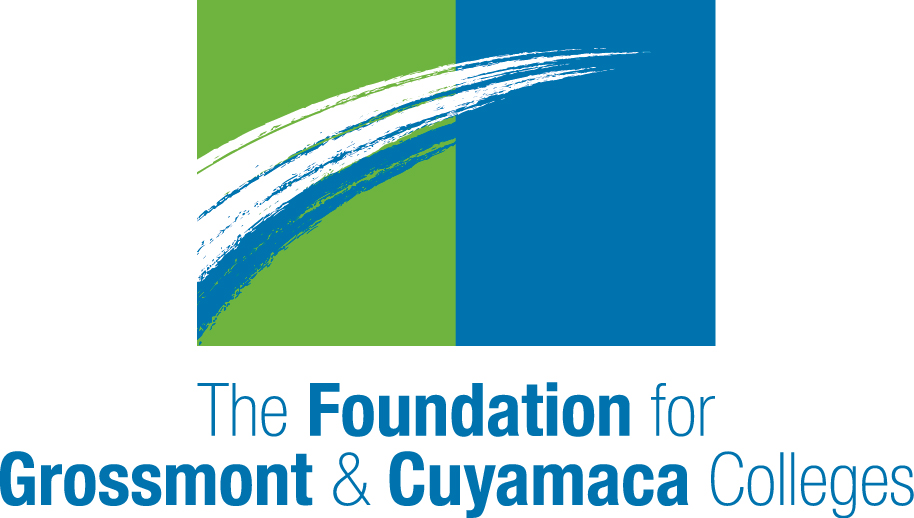 The Foundation for
Grossmont & Cuyamaca Colleges